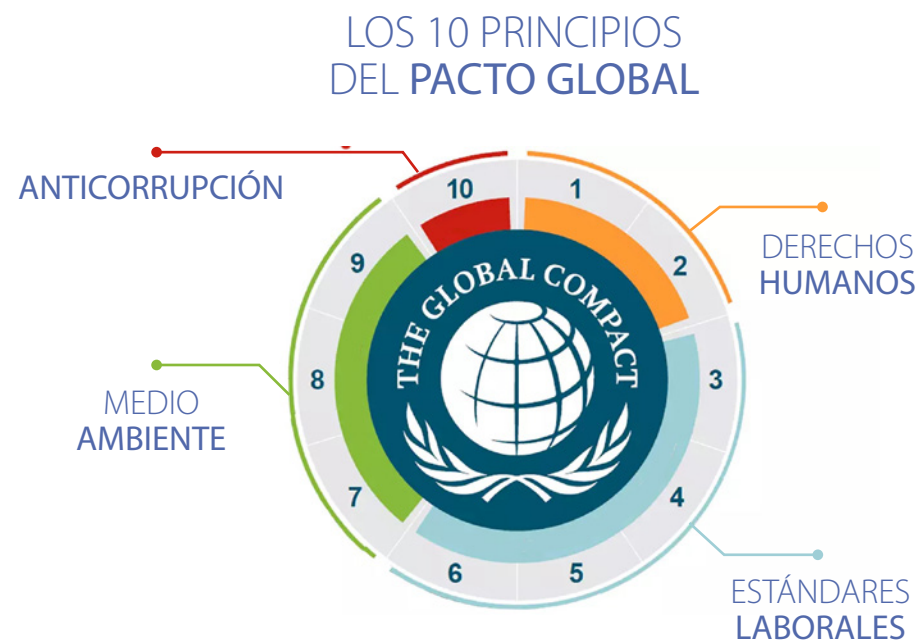 LOS 10 PRINCIPIOS
DEL PACTO GLOBAL
ANTICORRUPCIÓN
10
1
9
2
DERECHOS
HUMANOS
THE GLOBAL COMPACT
8
3
MEDIO
AMBIENTE
7
4
6
5
ESTÁNDARES
LABORALES